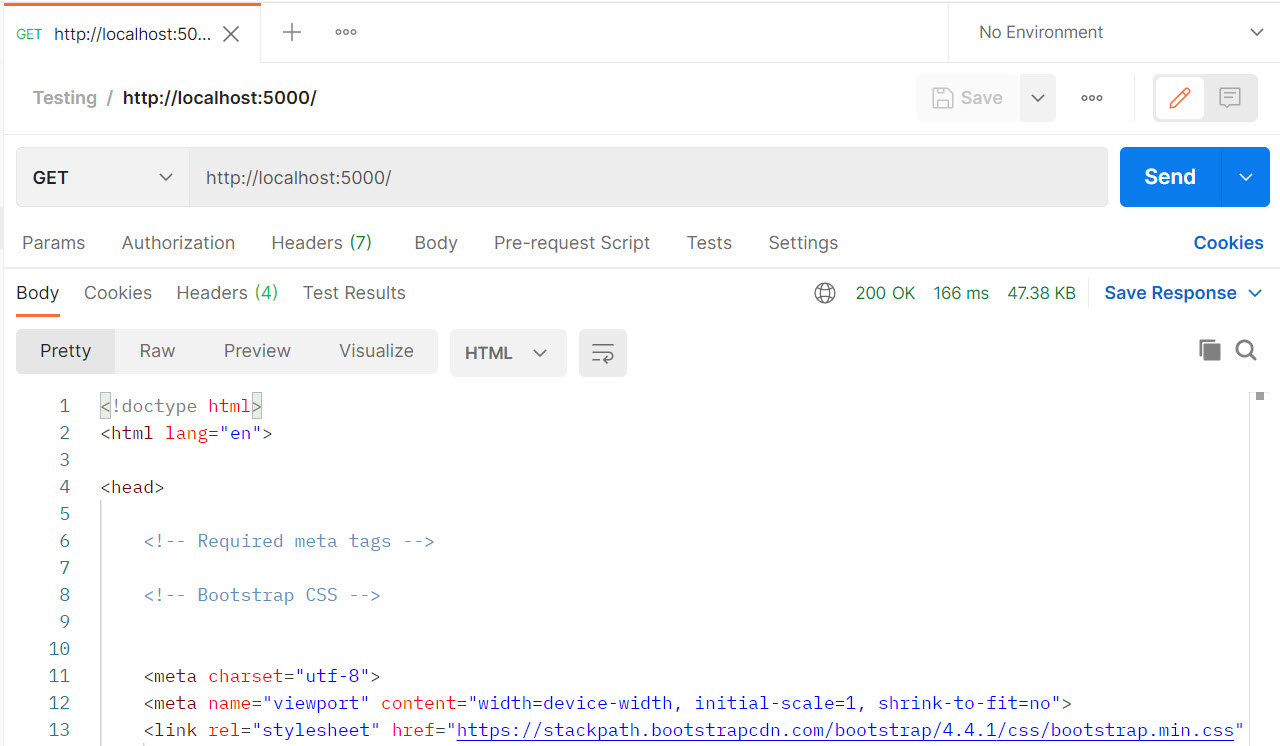 GET http://localhost:50...
No Environment
Testing / http://localhost:5000/
Save
GET http://localhost:5000/
Send
Params Authorization Headers (7) Body Pre-request Script Tests Settings Cookies
Body Cookies Headers (4) Test Results 200 OK 166 ms 47.38 KB Save Response
Pretty Raw Preview Visualize HTML
1 <!doctype html>
2 <html lang="en">
3
4 <head>
5
6 <!-- Required meta tags -->
7
8 <!-- Bootstrap CSS -->
9
10
11 <meta charset="utf-8">
12 <meta name="viewport" content="width=device-width, initial-scale=1, shrink-to-fit=no">
13 <link rel="stylesheet" href="https://stackpath.bootstrapcdn.com/bootstrap/4.4.1/css/bootstrap.min.css"